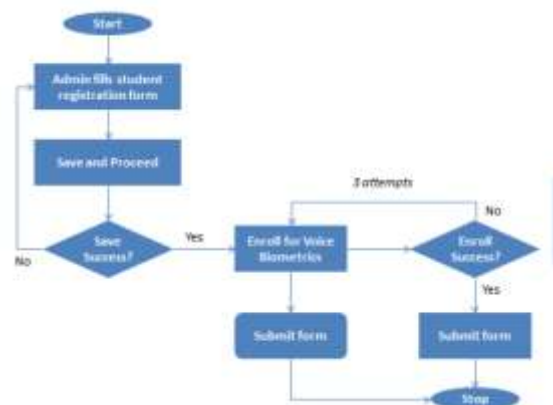 Start
Admin fills student
registration form
Save and Proceed
3 attempts
No
Save
Success?
Yes
Enroll for Voice
Biometrics
Enroll
Success?
No
Yes
Submit form
Submit form
Stop